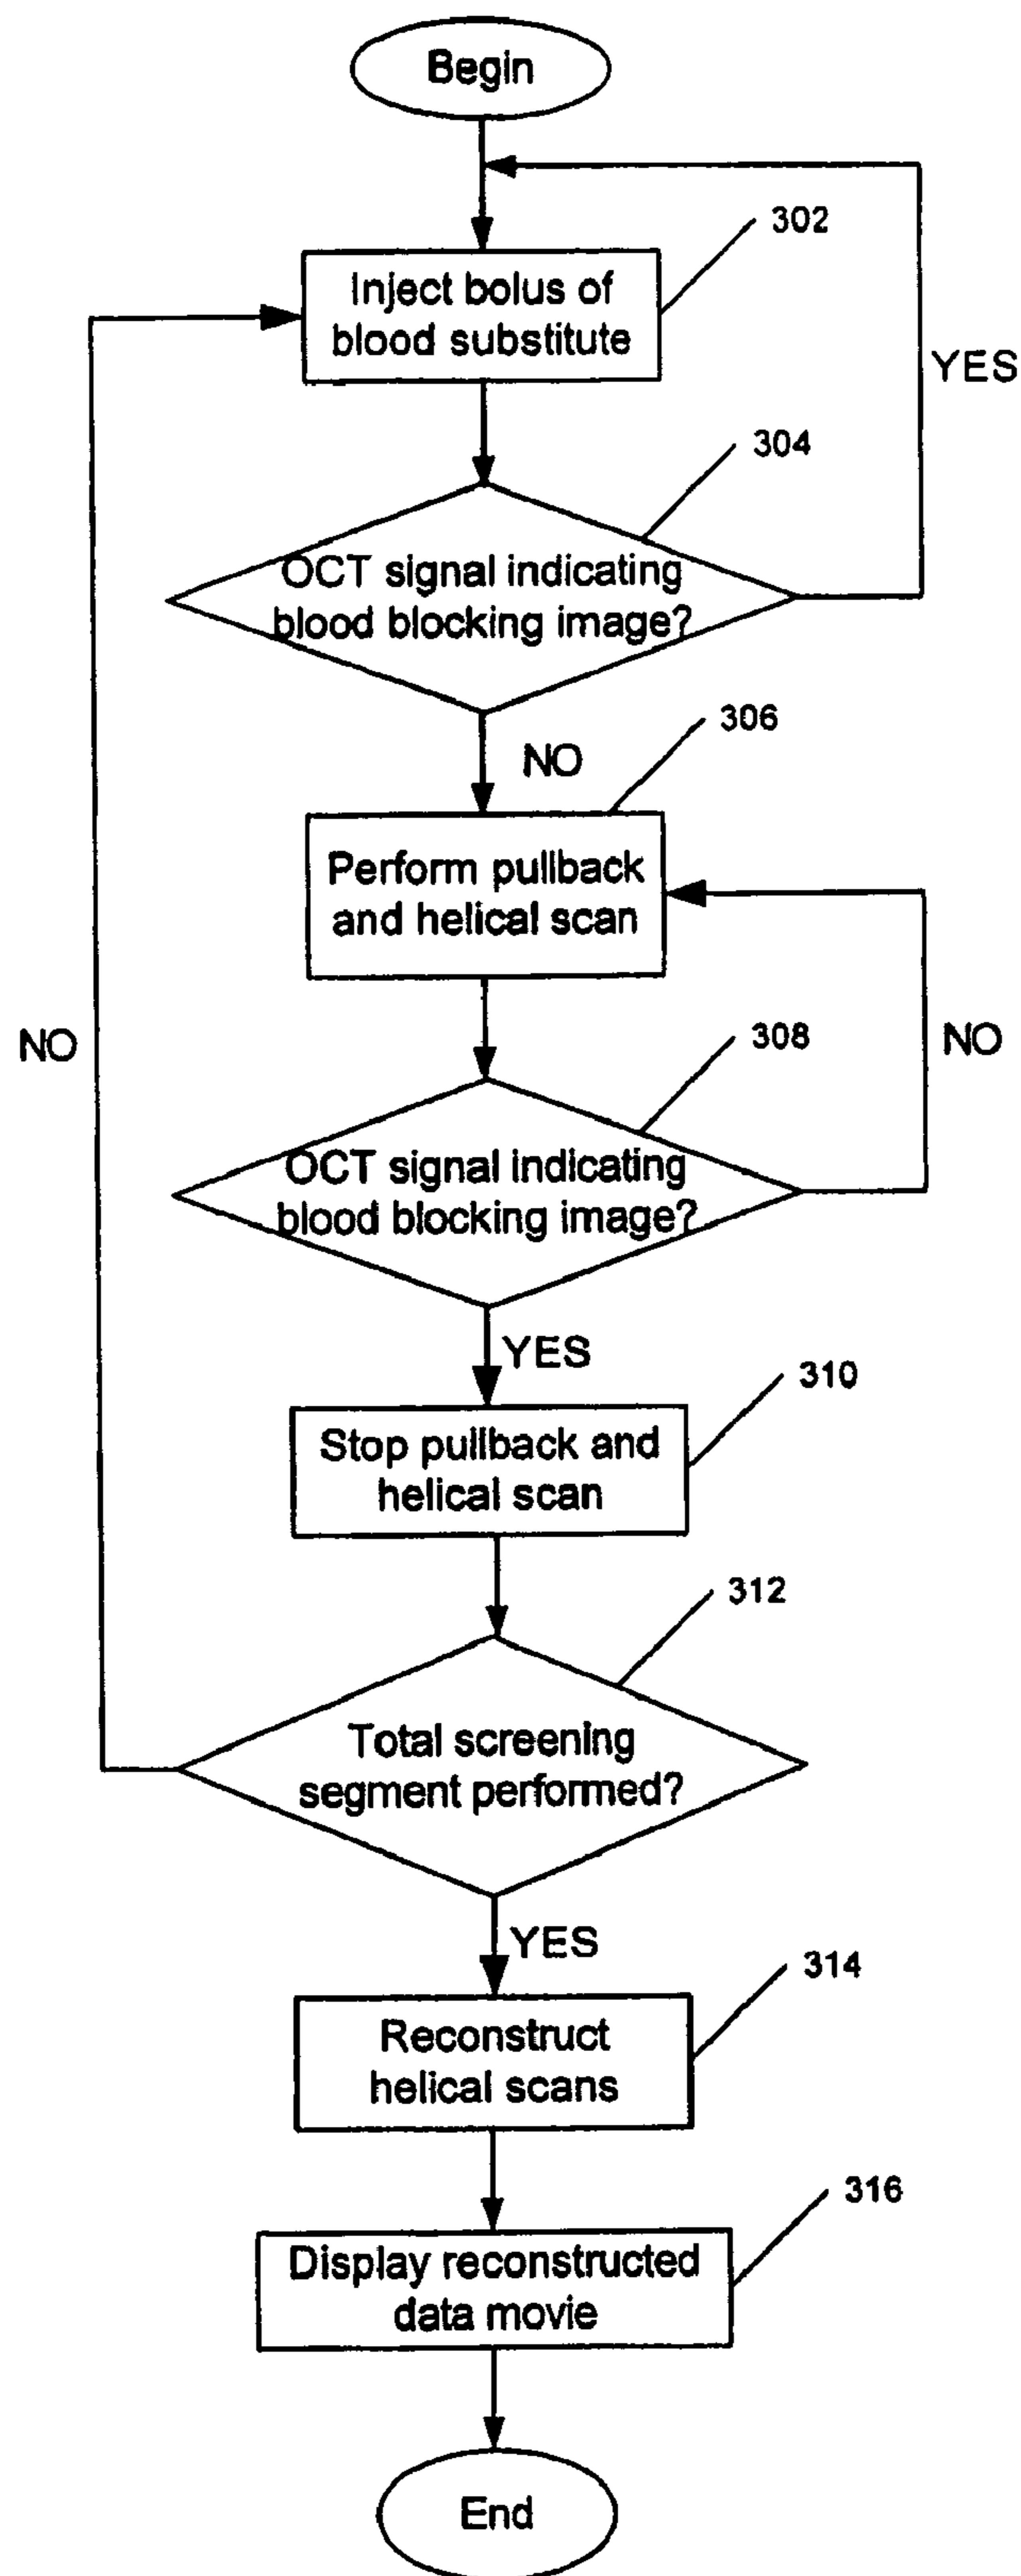 Begin
302
Inject bolus of
blood substitute
YES
304
OCT signal indicating
blood blocking image?
306
NO
Perform pullback
and helical scan
NO
308
NO
OCT signal indicating
blood blocking image?
YES
310
Stop pullback and
helical scan
312
Total screening
segment performed?
YES
314
Reconstruct
helical scans
316
Display reconstructed
data movie
End